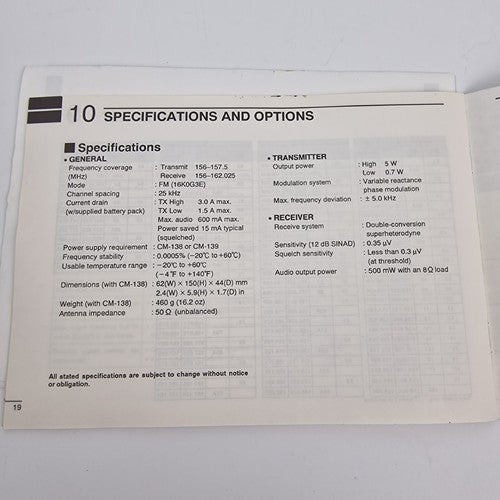 10 SPECIFICATIONS AND OPTIONS
■ Specifications
• GENERAL
Frequency coverage : Transmit 156–157.5
(MHz) Receive 156–162.025
Mode : FM (16K0G3E)
Channel spacing : 25 kHz
Current drain : TX High 3.0 A max.
(w/supplied battery pack) TX Low 1.5 A max.
Max. audio 600 mA max.
Power saved 15 mA typical
(squelched)
Power supply requirement : CM-138 or CM-139
Frequency stability : 0.0005% (−20°C to +60°C)
Usable temperature range : −20°C to +60°C
(−4°F to +140°F)
Dimensions (with CM-138) : 62(W) × 150(H) × 44(D) mm
2.4(W) × 5.9(H) × 1.7(D) in
Weight (with CM-138) : 460 g (16.2 oz)
Antenna impedance : 50 Ω (unbalanced)
• TRANSMITTER
Output power : High 5 W
Low 0.7 W
Modulation system : Variable reactance
phase modulation
Max. frequency deviation : ± 5.0 kHz
• RECEIVER
Receive system : Double-conversion
superheterodyne
Sensitivity (12 dB SINAD) : 0.35 μV
Squelch sensitivity : Less than 0.3 μV
(at threshold)
Audio output power : 500 mW with an 8 Ω load
All stated specifications are subject to change without notice
or obligation.
19